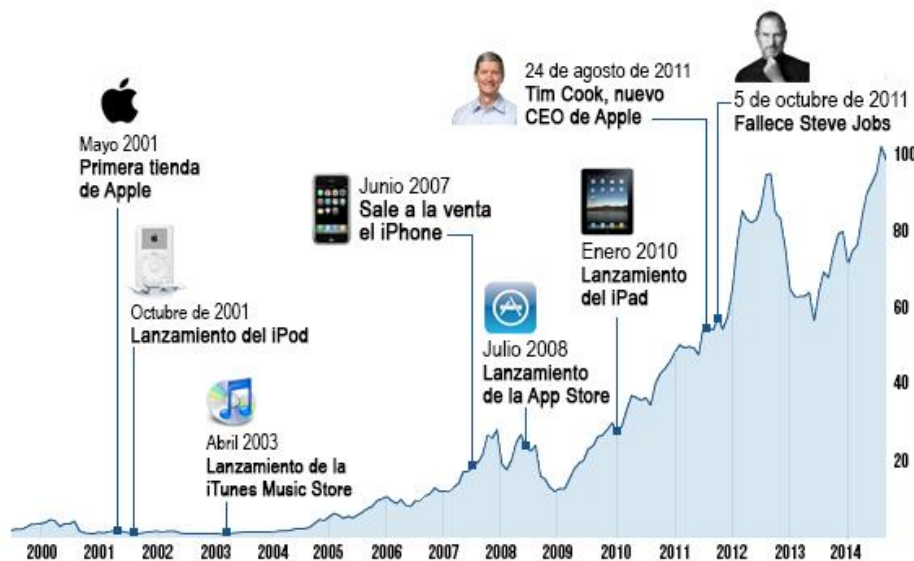 Mayo 2001
Primera tienda
de Apple
Octubre de 2001
Lanzamiento del iPod
Abril 2003
Lanzamiento de la
iTunes Music Store
Junio 2007
Sale a la venta
el iPhone
Julio 2008
Lanzamiento
de la App Store
Enero 2010
Lanzamiento
del iPad
24 de agosto de 2011
Tim Cook, nuevo
CEO de Apple
5 de octubre de 2011
Fallece Steve Jobs
100
80
60
40
20
2000 2001 2002 2003 2004 2005 2006 2007 2008 2009 2010 2011 2012 2013 2014